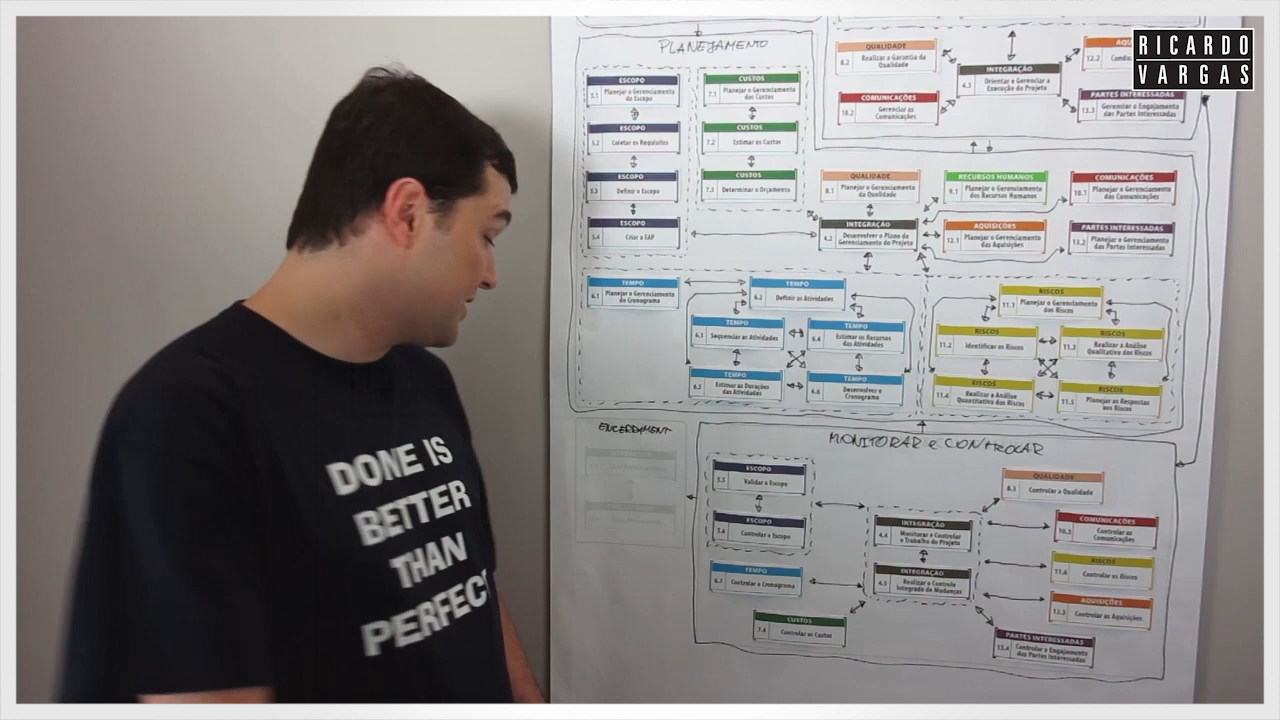 RICARDO
VARGAS
PLANEJAMENTO
ESCOPO
5.1 Planejar o Gerenciamento
do Escopo
ESCOPO
5.2 Coletar os Requisitos
ESCOPO
5.3 Definir o Escopo
ESCOPO
5.4 Criar a EAP
CUSTOS
7.1 Planejar o Gerenciamento
dos Custos
CUSTOS
7.2 Estimar os Custos
CUSTOS
7.3 Determinar o Orçamento
QUALIDADE
8.2 Realizar a Garantia da
Qualidade
COMUNICAÇÕES
10.2 Gerenciar as
Comunicações
INTEGRAÇÃO
4.3 Orientar e Gerenciar a
Execução do Projeto
12.2
PARTES INTERESSADAS
13.3 Gerenciar o Engajamento
das Partes Interessadas
QUALIDADE
8.1 Planejar o Gerenciamento
da Qualidade
RECURSOS HUMANOS
9.1 Planejar o Gerenciamento
dos Recursos Humanos
COMUNICAÇÕES
10.1 Planejar o Gerenciamento
das Comunicações
INTEGRAÇÃO
4.2 Desenvolver o Plano de
Gerenciamento do Projeto
AQUISIÇÕES
12.1 Planejar o Gerenciamento
das Aquisições
PARTES INTERESSADAS
13.2 Planejar o Gerenciamento
das Partes Interessadas
TEMPO
6.1 Planejar o Gerenciamento
do Cronograma
TEMPO
6.2 Definir as Atividades
TEMPO
6.3 Sequenciar as Atividades
TEMPO
6.4 Estimar os Recursos
das Atividades
TEMPO
6.5 Estimar as Durações
das Atividades
TEMPO
6.6 Desenvolver o
Cronograma
RISCOS
11.1 Planejar o Gerenciamento
dos Riscos
RISCOS
11.2 Identificar os Riscos
RISCOS
11.3 Realizar a Análise
Qualitativa dos Riscos
RISCOS
11.4 Realizar a Análise
Quantitativa dos Riscos
RISCOS
11.5 Planejar as Respostas
aos Riscos
MONITORAR e CONTROLAR
ESCOPO
5.5 Validar o Escopo
ESCOPO
5.6 Controlar o Escopo
TEMPO
6.7 Controlar o Cronograma
CUSTOS
7.4 Controlar os Custos
INTEGRAÇÃO
4.4 Monitorar e Controlar
o Trabalho do Projeto
INTEGRAÇÃO
4.5 Realizar o Controle
Integrado de Mudanças
QUALIDADE
8.3 Controlar a Qualidade
COMUNICAÇÕES
10.3 Controlar as
Comunicações
RISCOS
11.6 Controlar os Riscos
AQUISIÇÕES
12.3 Controlar as Aquisições
PARTES INTERESSADAS
13.4 Controlar o Engajamento
das Partes Interessadas
DONE IS
BETTER
THAN
PERFECT